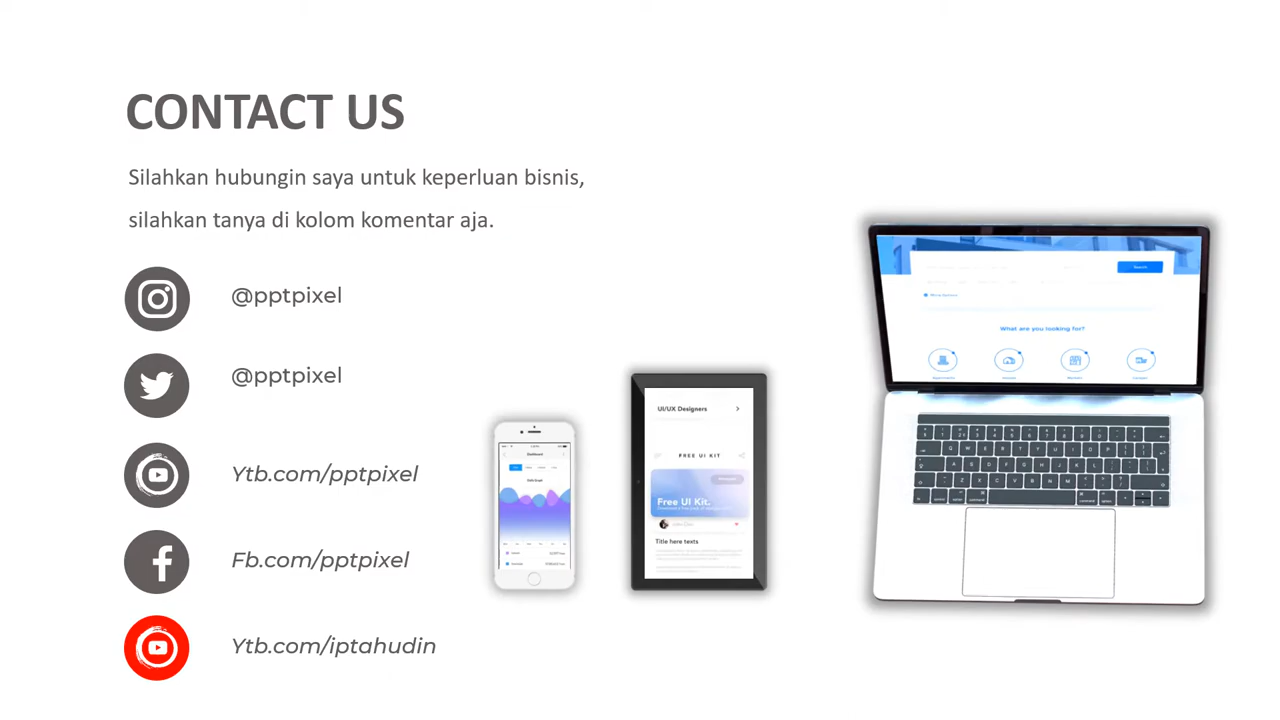 CONTACT US
Silahkan hubungin saya untuk keperluan bisnis,
silahkan tanya di kolom komentar aja.
@pptpixel
@pptpixel
Ytb.com/pptpixel
Fb.com/pptpixel
Ytb.com/iptahudin
Dashboard
UI/UX Designers
FREE UI KIT
Free UI Kit.
Title here texts
What are you looking for?